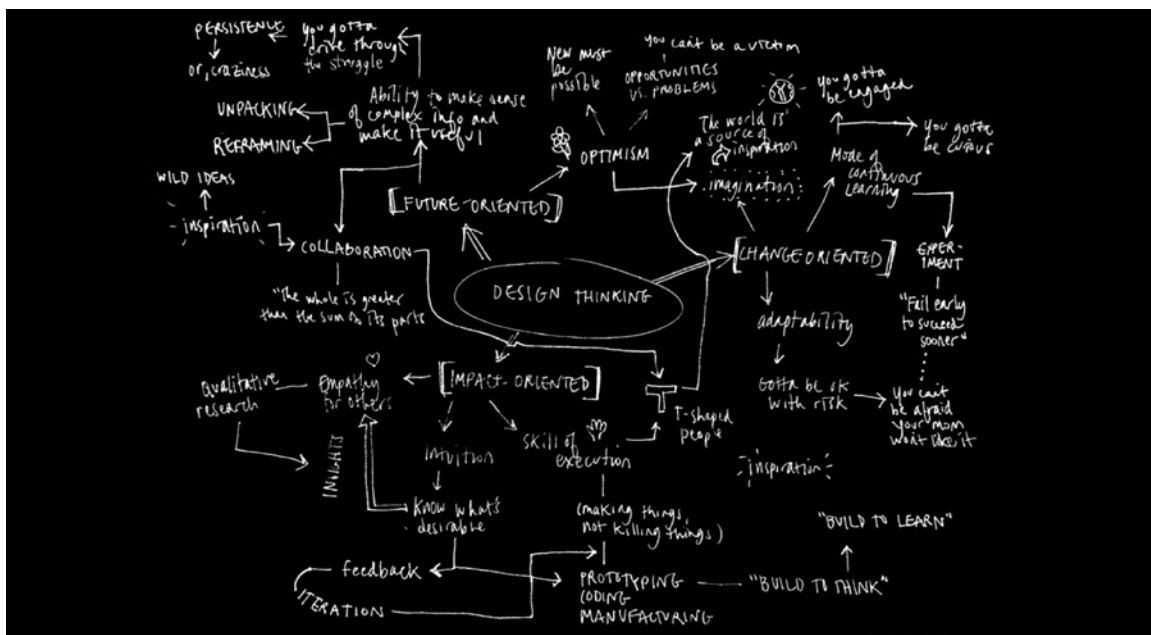 PERSISTENCE
or, craziness
you gotta
drive through
the struggle
UNPACKING
REFRAMING
Ability to make sense
of complex info and
make it useful
WILD IDEAS
inspiration
COLLABORATION
"The whole is greater
than the sum of its parts
[FUTURE-ORIENTED]
New must
be
possible
you can't be a victim
OPPORTUNITIES
VS. PROBLEMS
OPTIMISM
The world is
a source of
inspiration
imagination
you gotta
be engaged
you gotta
be curious
Mode of
continuous
learning
[CHANGE-ORIENTED]
EXPER-
IMENT
"Fail early
to succeed
sooner"
adaptability
Gotta be ok
with risk
you can't
be afraid
your mom
won't like it
DESIGN THINKING
[IMPACT-ORIENTED]
Empathy
for others
Qualitative
research
INSIGHTS
Intuition
know what's
desirable
SKILL of
execution
T-shaped
people
inspiration
(making things,
not killing things)
feedback
ITERATION
PROTOTYPING
CODING
MANUFACTURING
"BUILD TO THINK"
"BUILD TO LEARN"